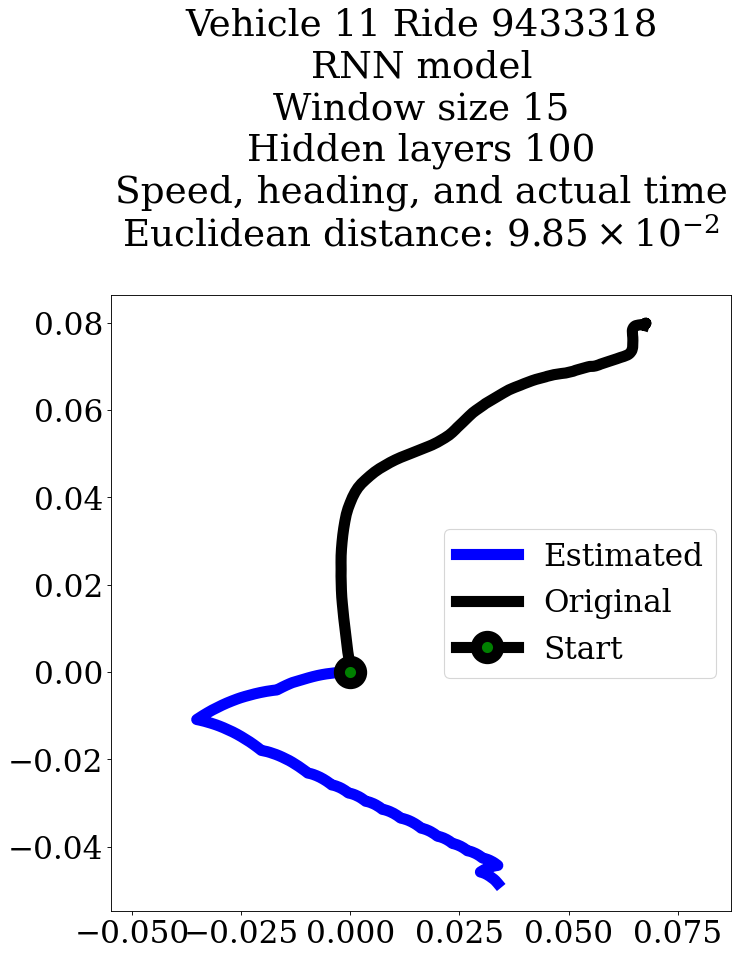 Vehicle 11 Ride 9433318
RNN model
Window size 15
Hidden layers 100
Speed, heading, and actual time
Euclidean distance: 9.85 × 10⁻²
0.08
0.06
0.04
0.02
0.00
−0.02
−0.04
Estimated
Original
Start
−0.050 −0.025 0.000 0.025 0.050 0.075